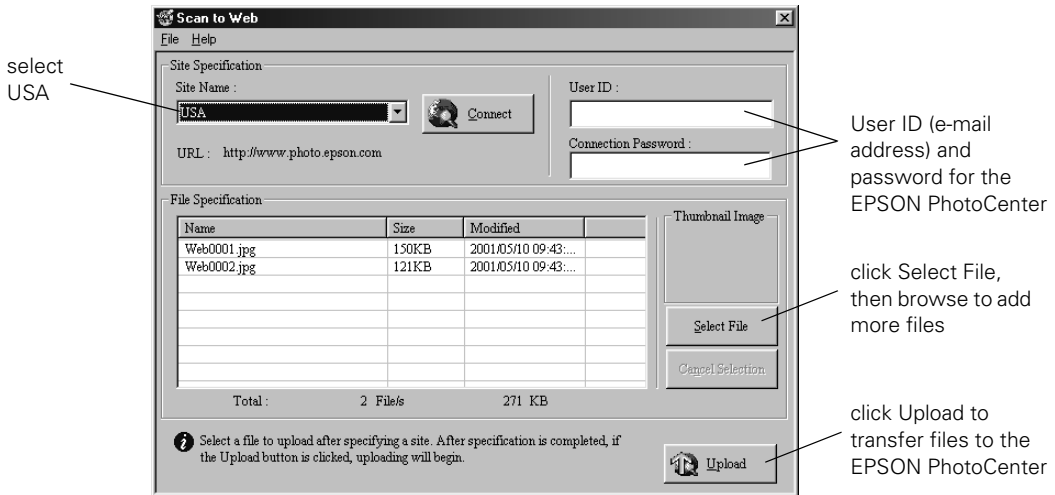 Scan to Web
File Help
select
USA
Site Specification
Site Name :
USA
Connect
URL : http://www.photo.epson.com
User ID :
Connection Password :
User ID (e-mail
address) and
password for the
EPSON PhotoCenter
File Specification
Name Size Modified
Web0001.jpg 150KB 2001/05/10 09:43:...
Web0002.jpg 121KB 2001/05/10 09:43:...
Total : 2 File/s 271 KB
Thumbnail Image
Select File
Cancel Selection
click Select File,
then browse to add
more files
Select a file to upload after specifying a site. After specification is completed, if
the Upload button is clicked, uploading will begin.
Upload
click Upload to
transfer files to the
EPSON PhotoCenter